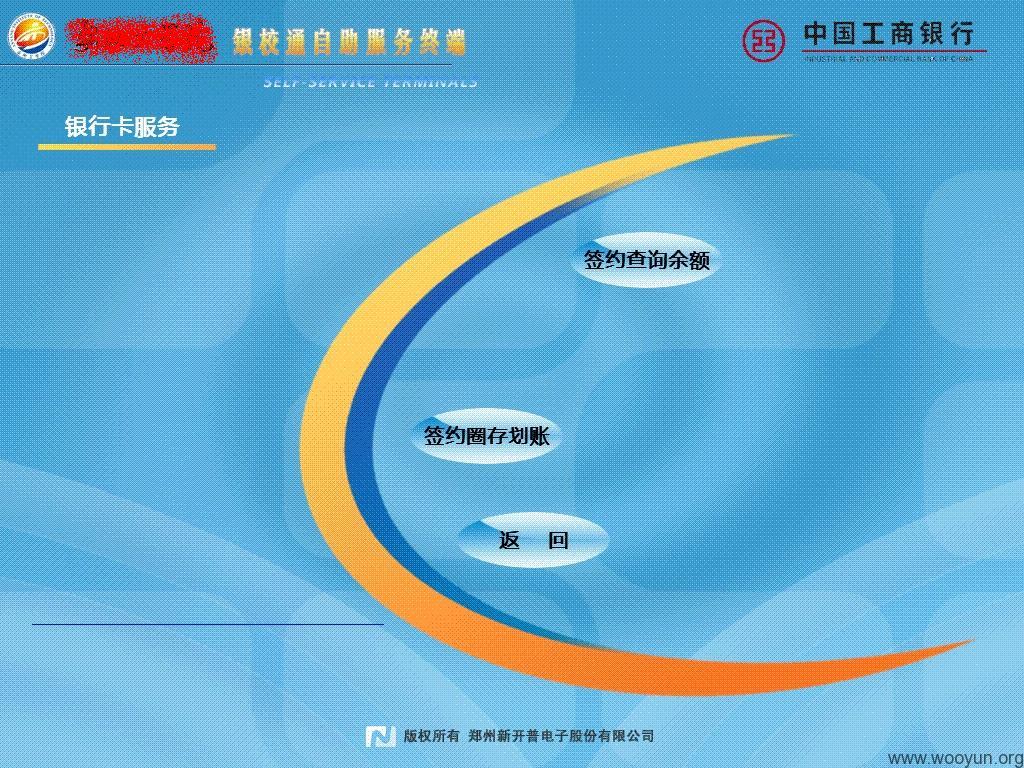 银校通自助服务终端
SELF-SERVICE TERMINALS
中国工商银行
INDUSTRIAL AND COMMERCIAL BANK OF CHINA
银行卡服务
签约查询余额
签约圈存划账
返 回
版权所有 郑州新开普电子股份有限公司
www.wooyun.org